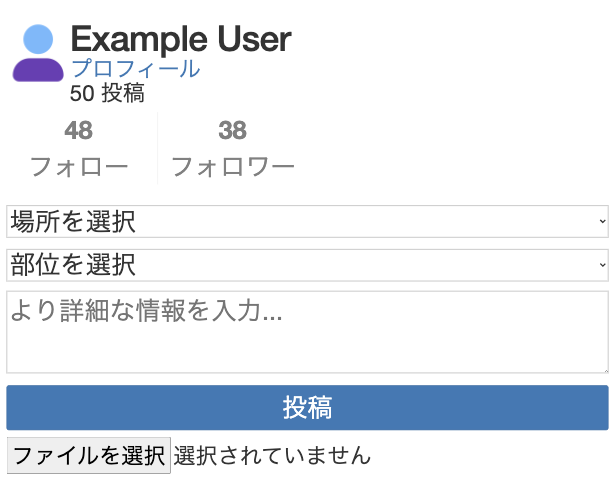 Example User
プロフィール
50 投稿
48
フォロー
38
フォロワー
場所を選択
部位を選択
より詳細な情報を入力...
投稿
ファイルを選択 選択されていません